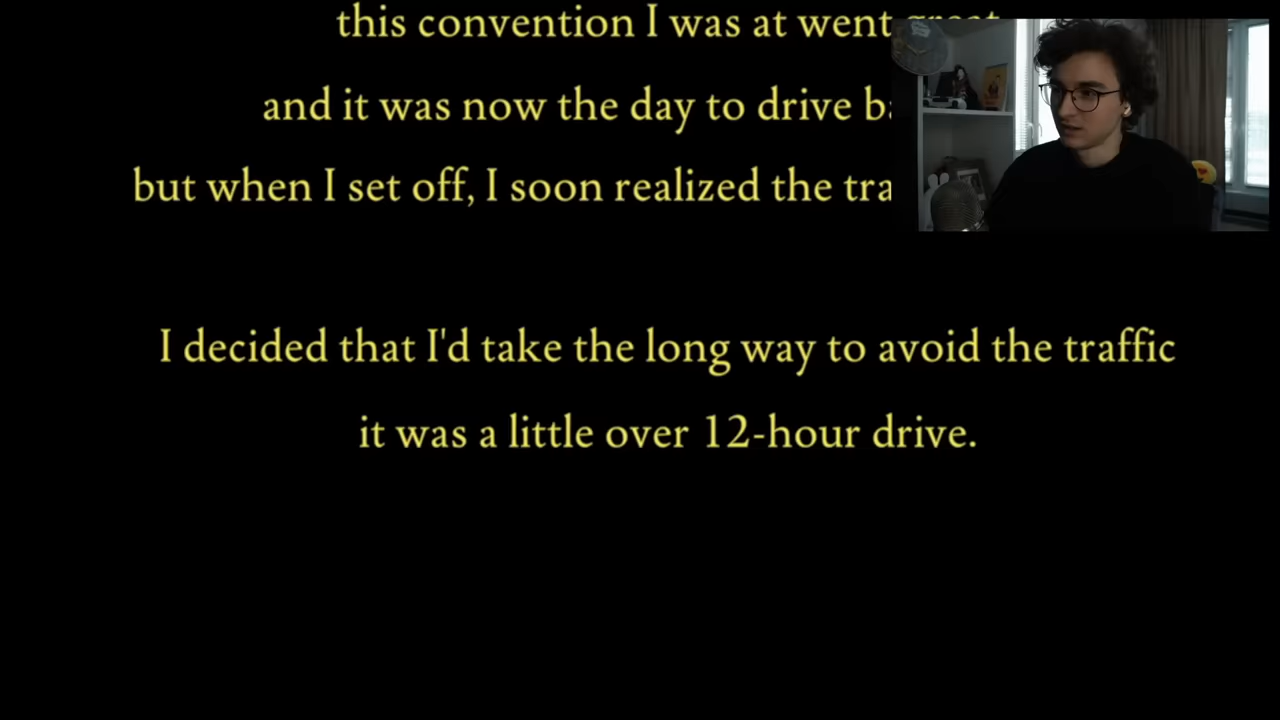 this convention I was at went great
and it was now the day to drive
but when I set off, I soon realized the
I decided that I'd take the long way to avoid the traffic
it was a little over 12-hour drive.